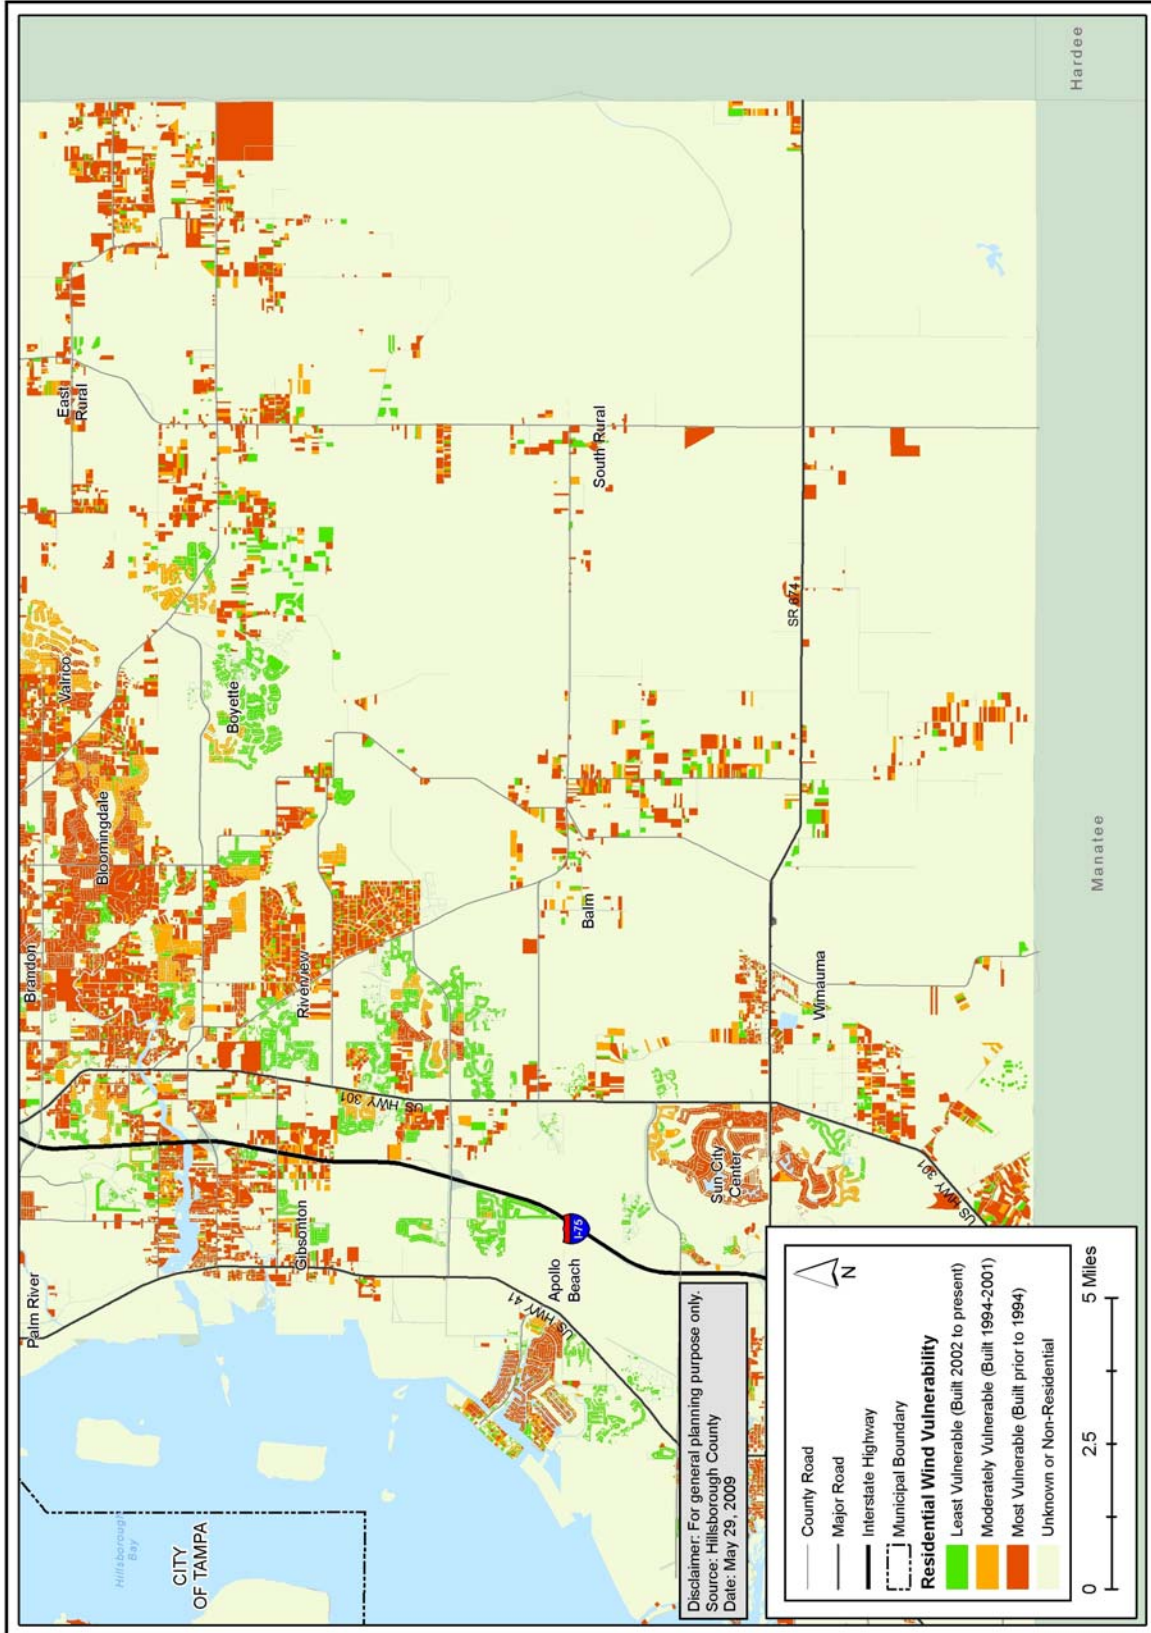 Palm River
Brandon
Bloomingdale
Valrico
East
Rural
Hillsborough
Bay
CITY
OF TAMPA
Gibsonton
Riverview
Boyette
US HWY 301
US HWY 41
Apollo
Beach
I-75
Balm
South Rural
Sun City
Center
Wimauma
SR 674
US HWY 301
Manatee
Hardee
Disclaimer: For general planning purpose only.
Source: Hillsborough County
Date: May 29, 2009
County Road
Major Road
Interstate Highway
Municipal Boundary
Residential Wind Vulnerability
Least Vulnerable (Built 2002 to present)
Moderately Vulnerable (Built 1994-2001)
Most Vulnerable (Built prior to 1994)
Unknown or Non-Residential
N
0 2.5 5 Miles